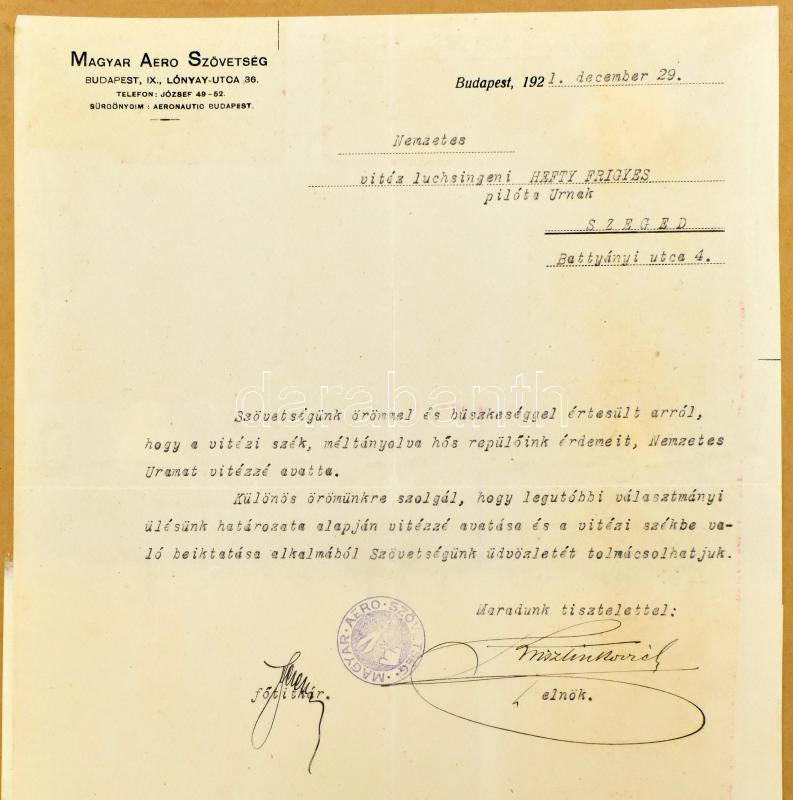 MAGYAR AERO SZÖVETSÉG
BUDAPEST, IX., LÓNYAY-UTCA 36.
TELEFON: JÓZSEF 49-52.
SÜRGÖNYCIM: AERONAUTIC BUDAPEST.
Budapest, 1921. december 29.
Nemzetes
vitéz luchsingeni HEFTY FRIGYES
pilóta Urnak
SZEGED
Battyányi utca 4.
darabanth
Szövetségünk örömmel és büszkeséggel értesült arról,
hogy a vitézi szék, méltányolva hős repülőink érdemeit, Nemzetes
Uramat vitézzé avatta.
Különös örömünkre szolgál, hogy legutóbbi választmányi
ülésünk határozata alapján vitézzé avatása és a vitézi székbe va-
ló beiktatása alkalmából Szövetségünk üdvözletét tolmácsolhatjuk.
Maradunk tisztelettel:
MAGYAR·AERO·SZÖVETSÉG·
főtitkár.
elnök.